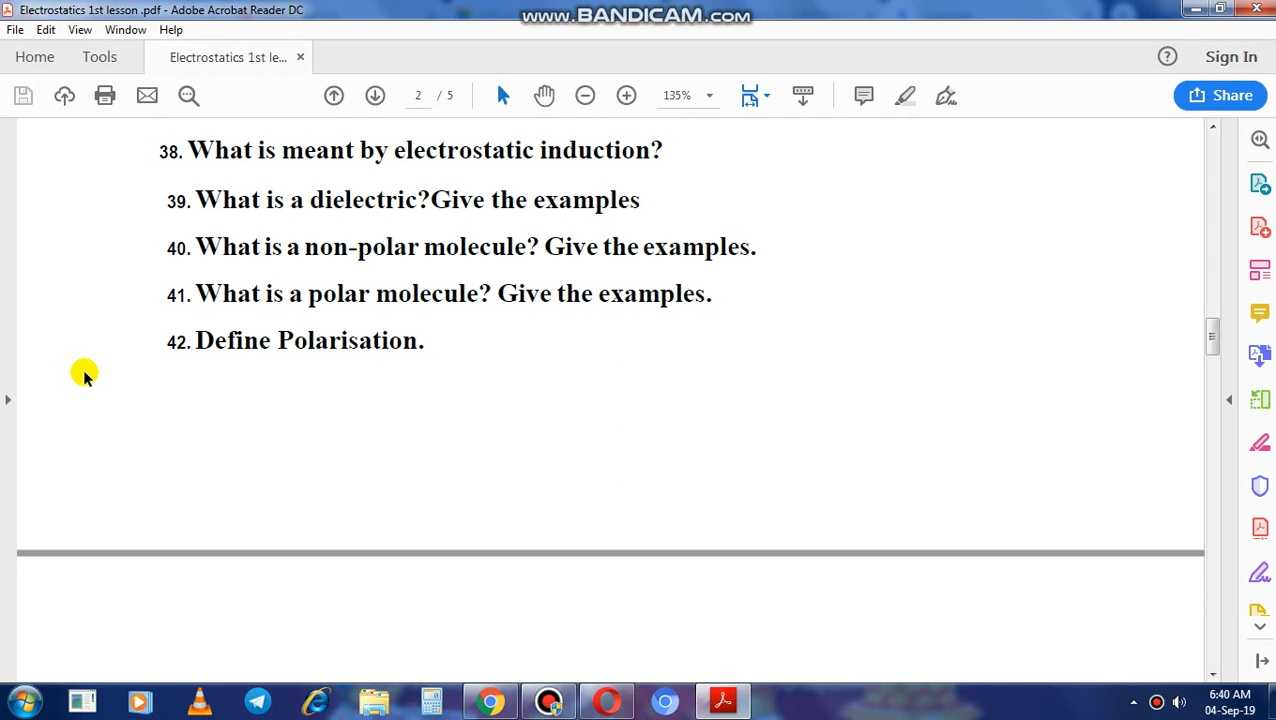 Electrostatics 1st lesson .pdf - Adobe Acrobat Reader DC
www.BANDICAM.com
File Edit View Window Help
Home Tools Electrostatics 1st le... × Sign In
2 / 5 135% Share
38. What is meant by electrostatic induction?
39. What is a dielectric?Give the examples
40. What is a non-polar molecule? Give the examples.
41. What is a polar molecule? Give the examples.
42. Define Polarisation.
6:40 AM
04-Sep-19